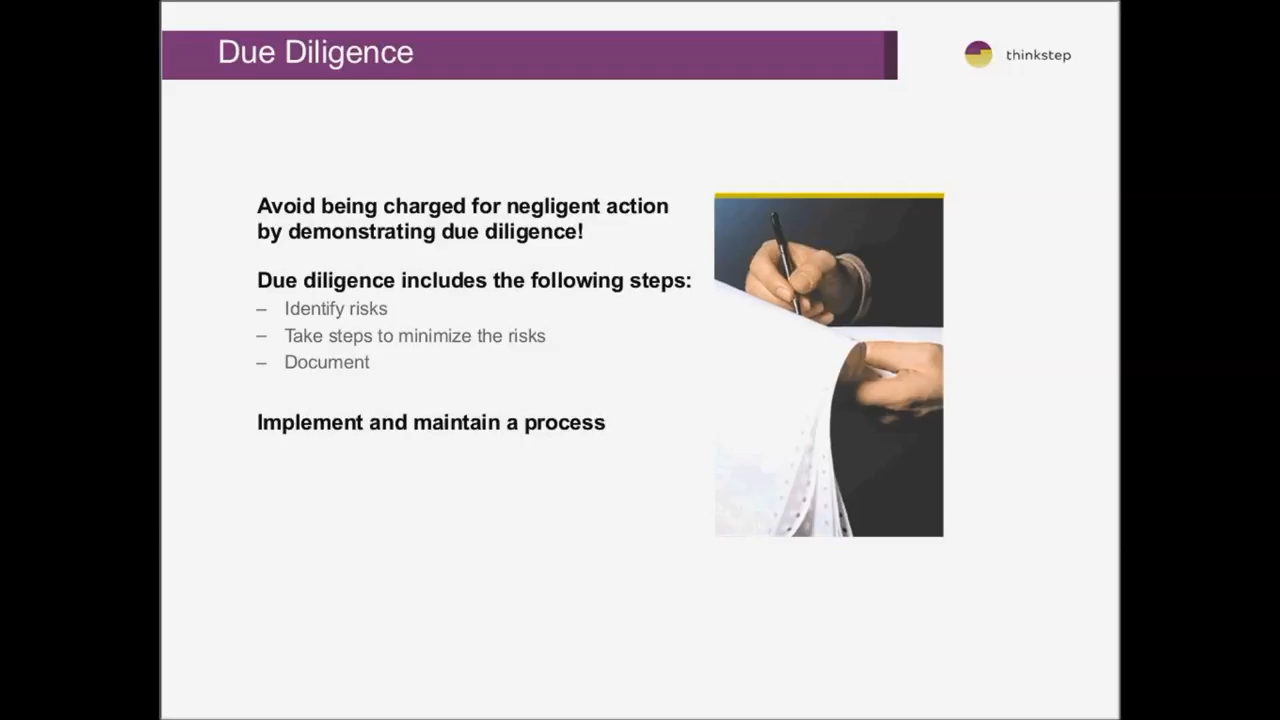 Due Diligence
thinkstep
Avoid being charged for negligent action
by demonstrating due diligence!
Due diligence includes the following steps:
– Identify risks
– Take steps to minimize the risks
– Document
Implement and maintain a process